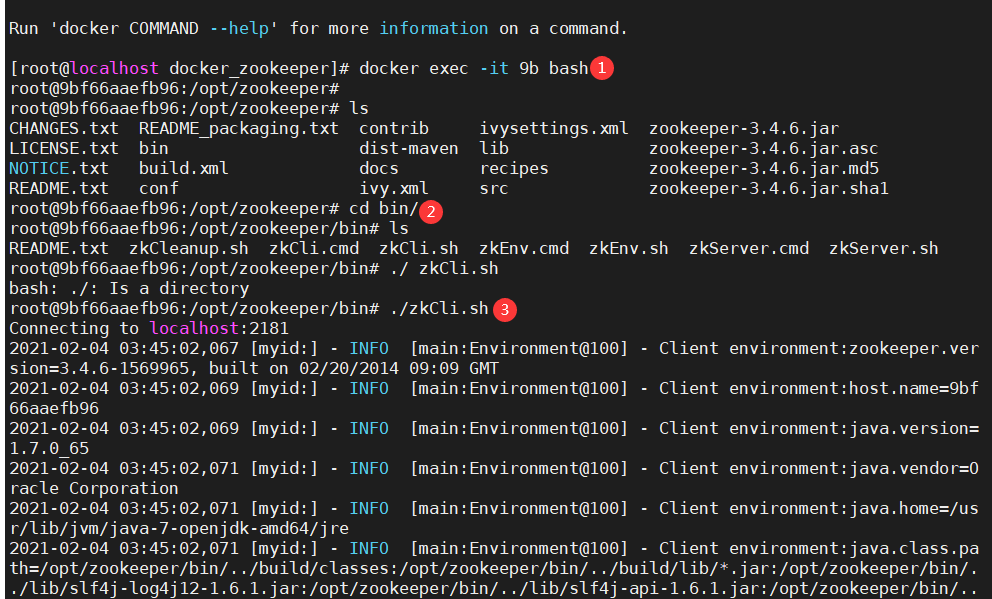 Run 'docker COMMAND --help' for more information on a command.
[root@localhost docker_zookeeper]# docker exec -it 9b bash 1
root@9bf66aaefb96:/opt/zookeeper#
root@9bf66aaefb96:/opt/zookeeper# ls
CHANGES.txt  README_packaging.txt  contrib     ivysettings.xml  zookeeper-3.4.6.jar
LICENSE.txt  bin                   dist-maven  lib              zookeeper-3.4.6.jar.asc
NOTICE.txt   build.xml             docs        recipes          zookeeper-3.4.6.jar.md5
README.txt   conf                  ivy.xml     src              zookeeper-3.4.6.jar.sha1
root@9bf66aaefb96:/opt/zookeeper# cd bin/ 2
root@9bf66aaefb96:/opt/zookeeper/bin# ls
README.txt  zkCleanup.sh  zkCli.cmd  zkCli.sh  zkEnv.cmd  zkEnv.sh  zkServer.cmd  zkServer.sh
root@9bf66aaefb96:/opt/zookeeper/bin# ./ zkCli.sh
bash: ./: Is a directory
root@9bf66aaefb96:/opt/zookeeper/bin# ./zkCli.sh 3
Connecting to localhost:2181
2021-02-04 03:45:02,067 [myid:] - INFO  [main:Environment@100] - Client environment:zookeeper.ver
sion=3.4.6-1569965, built on 02/20/2014 09:09 GMT
2021-02-04 03:45:02,069 [myid:] - INFO  [main:Environment@100] - Client environment:host.name=9bf
66aaefb96
2021-02-04 03:45:02,069 [myid:] - INFO  [main:Environment@100] - Client environment:java.version=
1.7.0_65
2021-02-04 03:45:02,071 [myid:] - INFO  [main:Environment@100] - Client environment:java.vendor=O
racle Corporation
2021-02-04 03:45:02,071 [myid:] - INFO  [main:Environment@100] - Client environment:java.home=/us
r/lib/jvm/java-7-openjdk-amd64/jre
2021-02-04 03:45:02,071 [myid:] - INFO  [main:Environment@100] - Client environment:java.class.pa
th=/opt/zookeeper/bin/../build/classes:/opt/zookeeper/bin/../build/lib/*.jar:/opt/zookeeper/bin/.
./lib/slf4j-log4j12-1.6.1.jar:/opt/zookeeper/bin/../lib/slf4j-api-1.6.1.jar:/opt/zookeeper/bin/..